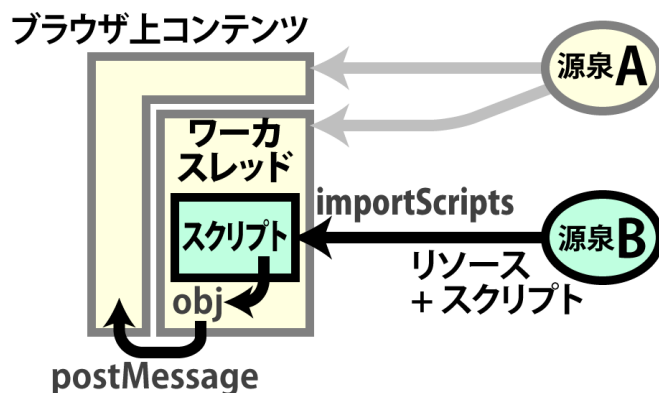 ブラウザ上コンテンツ
源泉A
ワーカ
スレッド
importScripts
スクリプト
源泉B
リソース
+ スクリプト
obj
postMessage